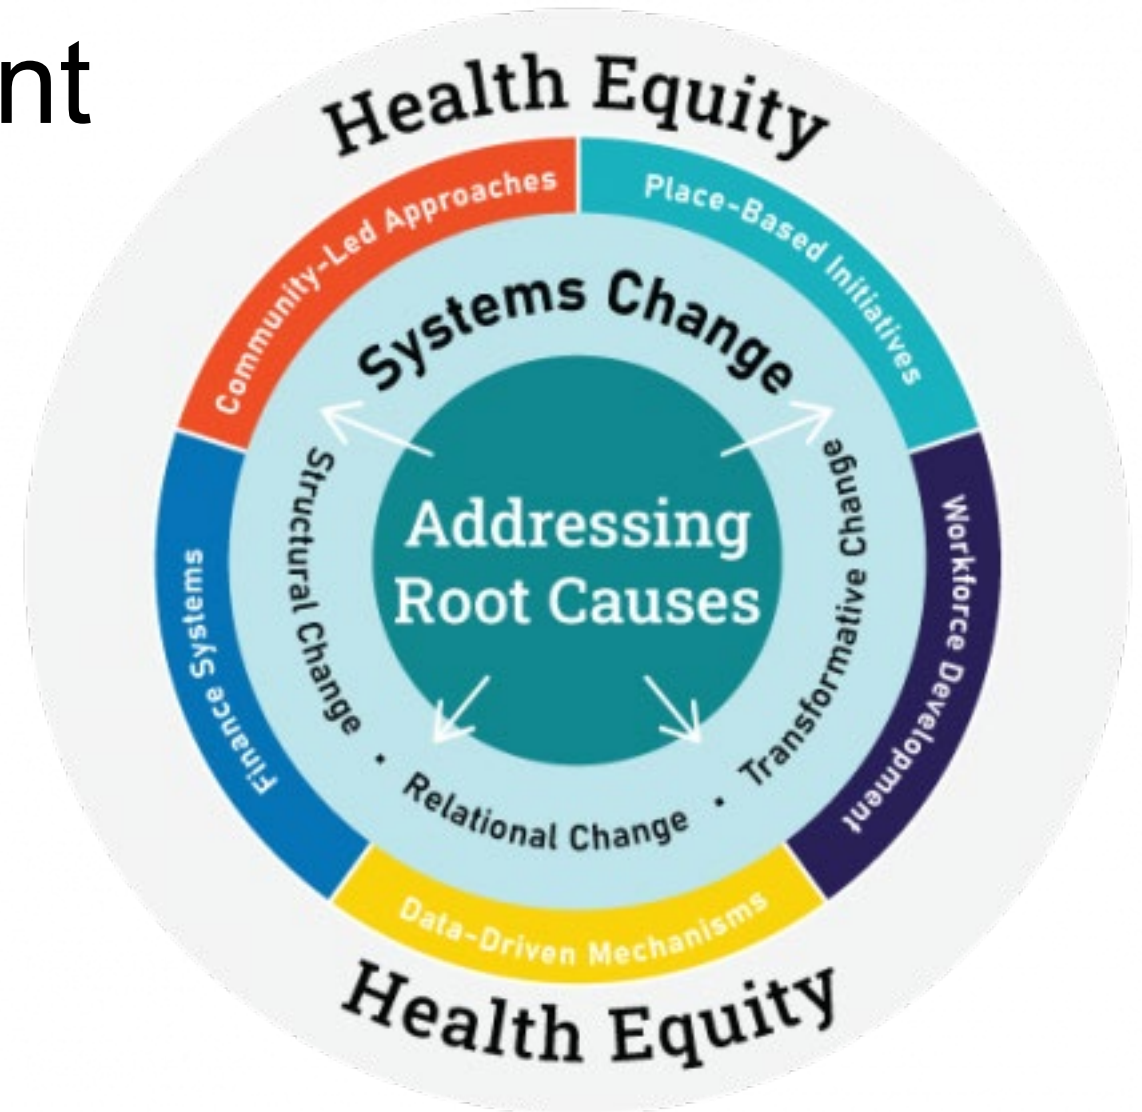 nt
Health Equity
Community-Led Approaches
Place-Based Initiatives
Systems Change
Structural Change
·
Relational Change
·
Transformative Change
Addressing
Root Causes
Finance Systems
Workforce Development
Data-Driven Mechanisms
Health Equity